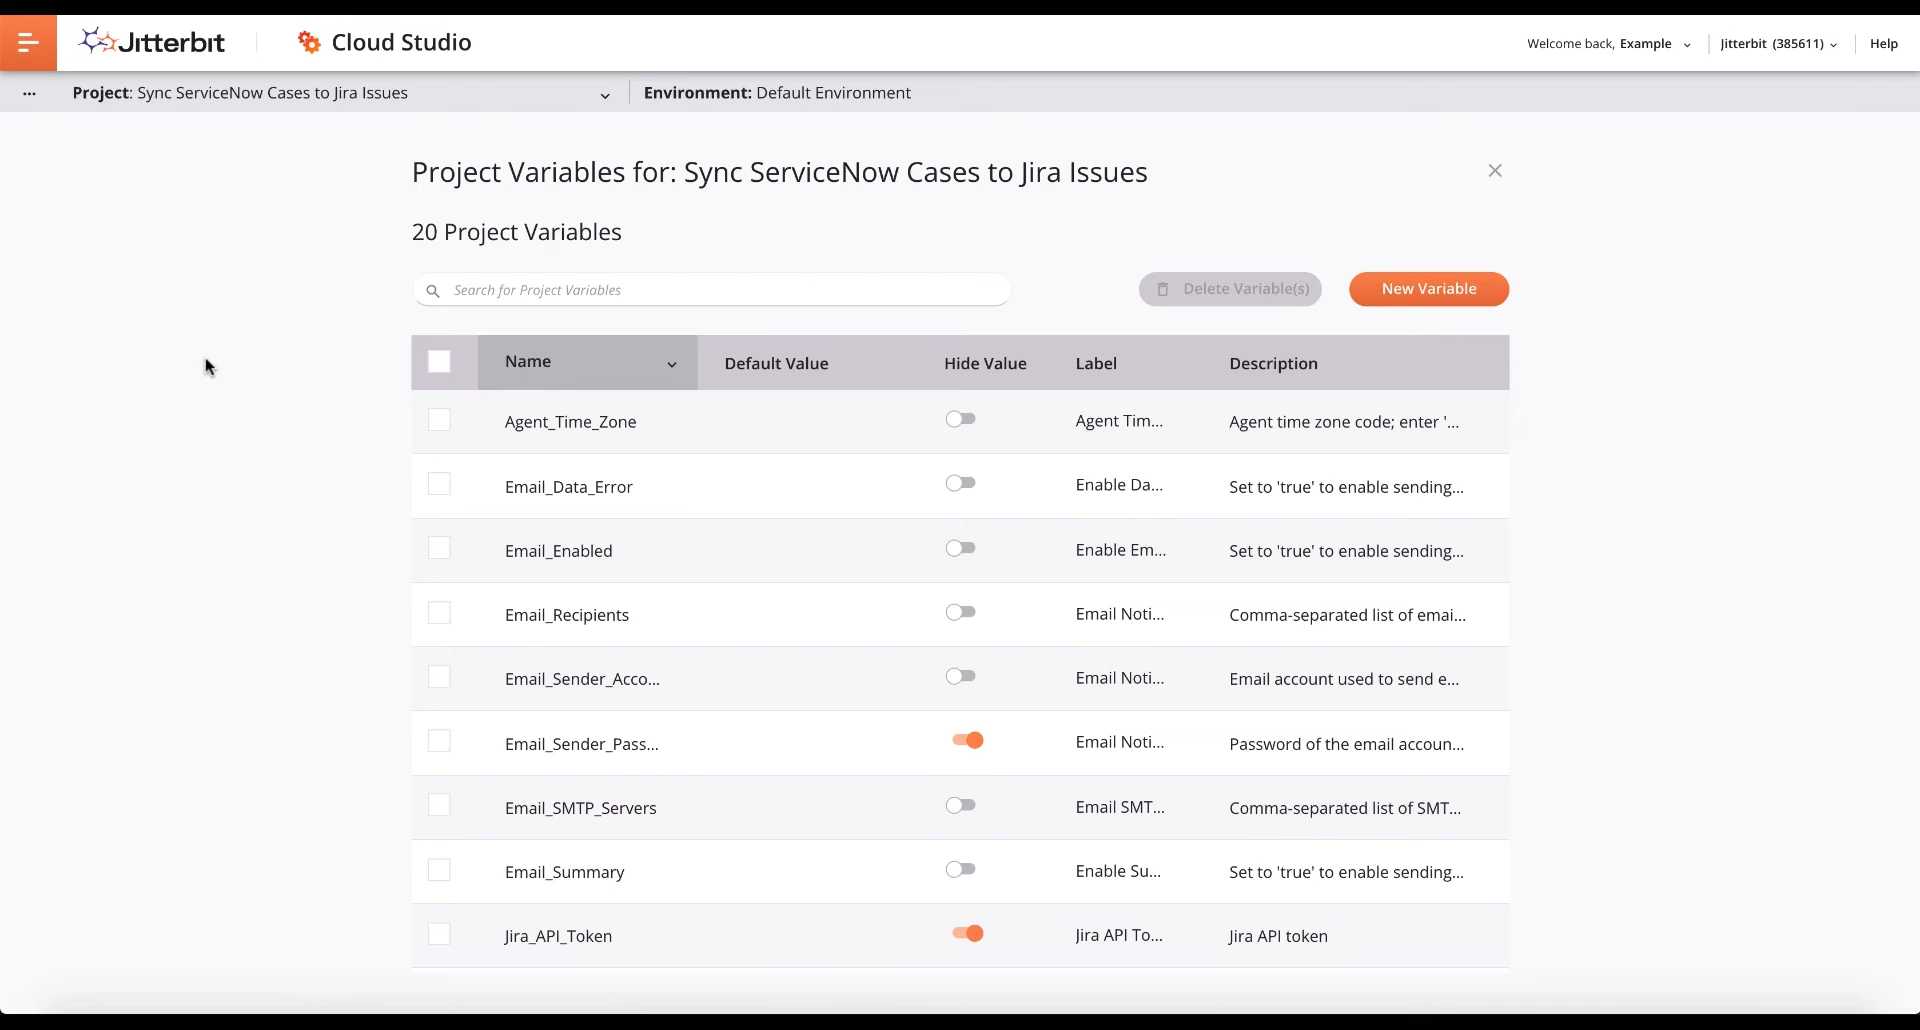 Jitterbit Cloud Studio Welcome back, Example Jitterbit (385611) Help
... Project: Sync ServiceNow Cases to Jira Issues Environment: Default Environment
Project Variables for: Sync ServiceNow Cases to Jira Issues
20 Project Variables
Search for Project Variables Delete Variable(s) New Variable
Name Default Value Hide Value Label Description
Agent_Time_Zone Agent Tim... Agent time zone code; enter '...
Email_Data_Error Enable Da... Set to 'true' to enable sending...
Email_Enabled Enable Em... Set to 'true' to enable sending...
Email_Recipients Email Noti... Comma-separated list of emai...
Email_Sender_Acco... Email Noti... Email account used to send e...
Email_Sender_Pass... Email Noti... Password of the email accoun...
Email_SMTP_Servers Email SMT... Comma-separated list of SMT...
Email_Summary Enable Su... Set to 'true' to enable sending...
Jira_API_Token Jira API To... Jira API token